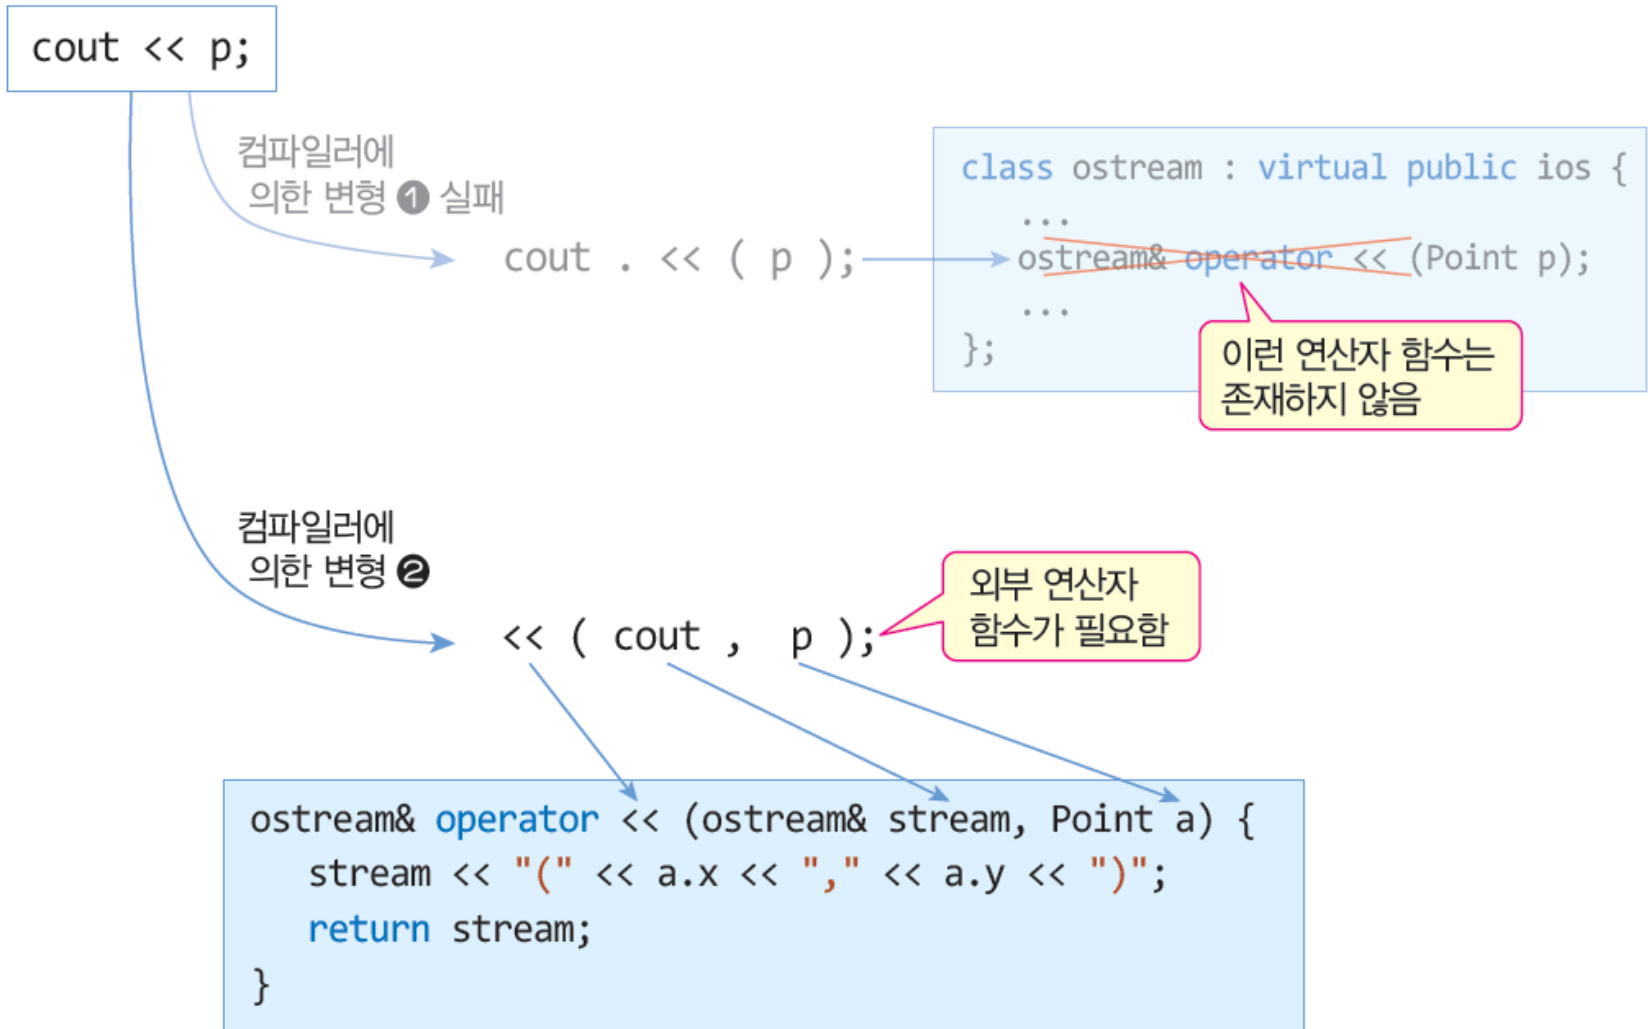 cout << p;
컴파일러에
의한 변형 ❶ 실패
cout . << ( p );
class ostream : virtual public ios {
...
ostream& operator << (Point p);
...
};
이런 연산자 함수는
존재하지 않음
컴파일러에
의한 변형 ❷
<< ( cout , p );
외부 연산자
함수가 필요함
ostream& operator << (ostream& stream, Point a) {
stream << "(" << a.x << "," << a.y << ")";
return stream;
}